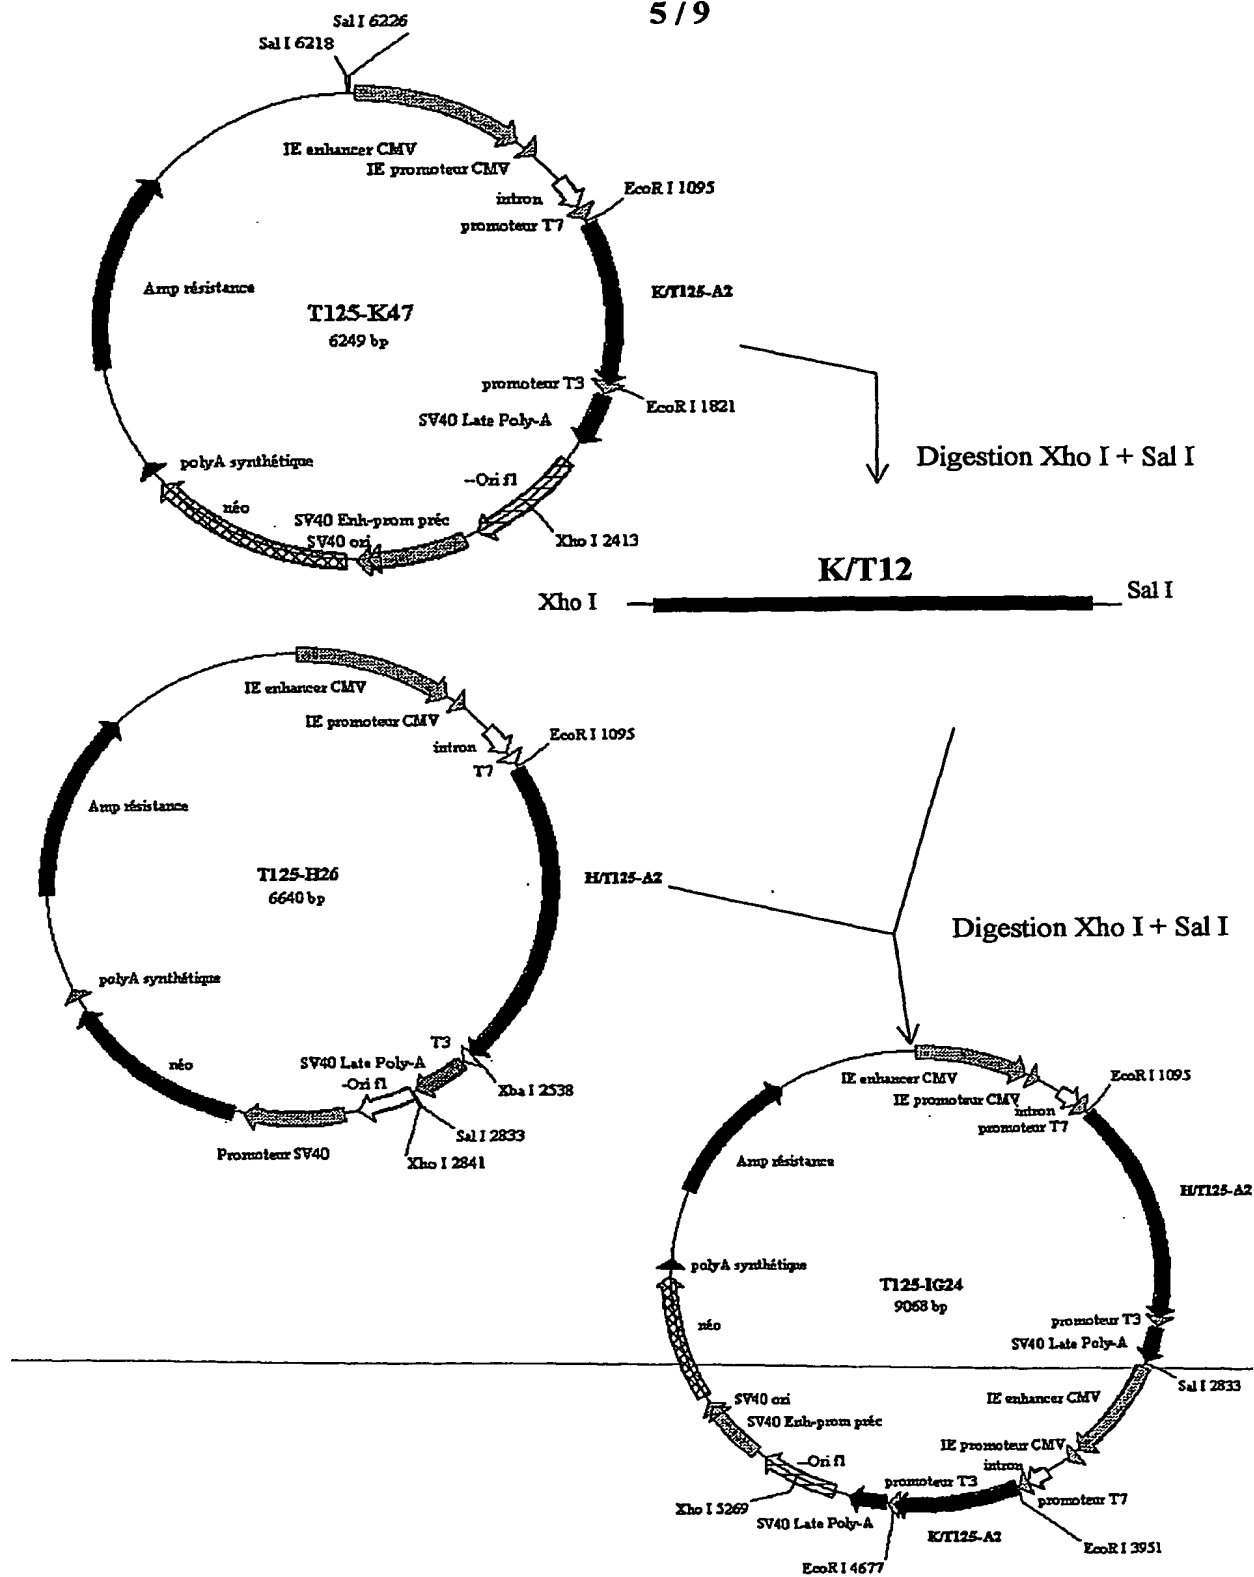 5 / 9
Sal I 6226
Sal I 6218
IE enhancer CMV
IE promoteur CMV
intron
promoteur T7
EcoR I 1095
Amp résistance
T125-K47
6249 bp
K/T125-A2
promoteur T3
EcoR I 1821
SV40 Late Poly-A
Digestion Xho I + Sal I
polyA synthétique
--Ori f1
néo
SV40 Enh-prom préc
SV40 ori
Xho I 2413
K/T12
Xho I
Sal I
IE enhancer CMV
IE promoteur CMV
intron
T7
EcoR I 1095
Amp résistance
T125-H26
6640 bp
H/T125-A2
Digestion Xho I + Sal I
polyA synthétique
néo
T3
SV40 Late Poly-A
-Ori f1
Xba I 2538
Sal I 2833
Xho I 2841
Promoteur SV40
IE enhancer CMV
IE promoteur CMV
intron
promoteur T7
EcoR I 1095
Amp résistance
H/T125-A2
polyA synthétique
T125-IG24
9068 bp
néo
promoteur T3
SV40 Late Poly-A
Sal I 2833
IE enhancer CMV
SV40 ori
SV40 Enh-prom préc
IE promoteur CMV
--Ori f1
intron
promoteur T3
promoteur T7
Xho I 5269
SV40 Late Poly-A
K/T125-A2
EcoR I 3951
EcoR I 4677